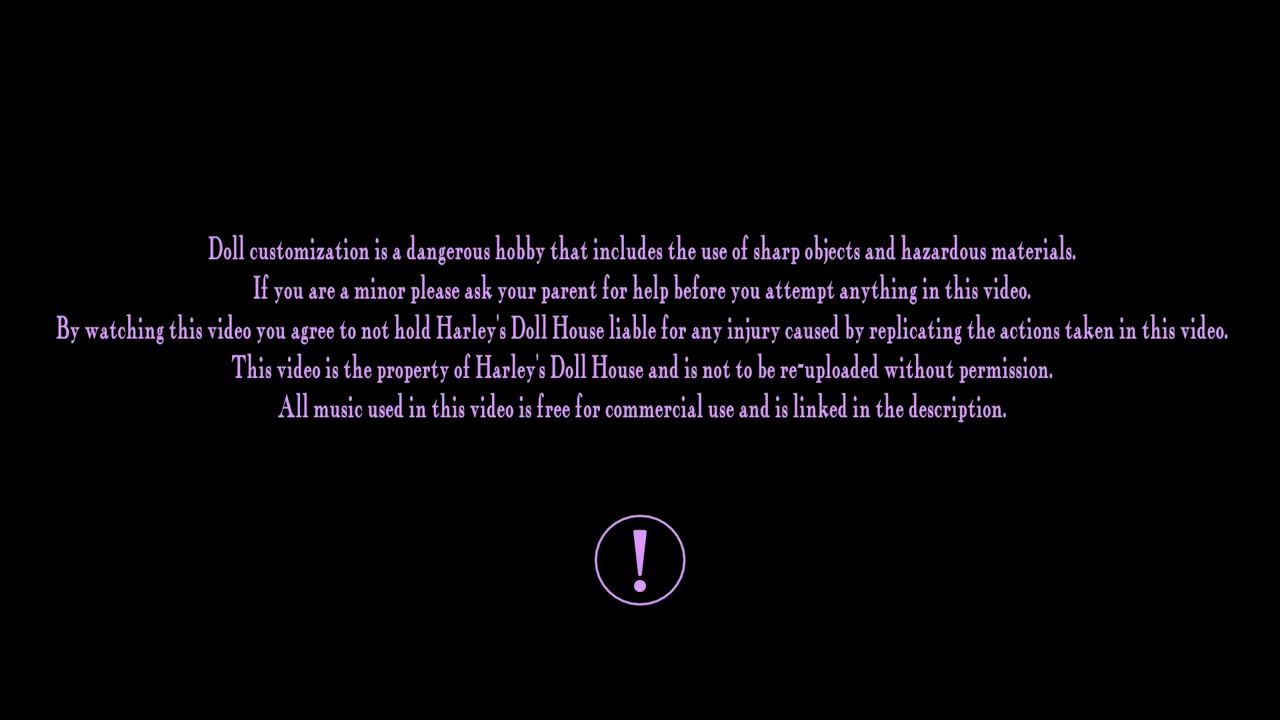 Doll customization is a dangerous hobby that includes the use of sharp objects and hazardous materials.
If you are a minor please ask your parent for help before you attempt anything in this video.
By watching this video you agree to not hold Harley's Doll House liable for any injury caused by replicating the actions taken in this video.
This video is the property of Harley's Doll House and is not to be re-uploaded without permission.
All music used in this video is free for commercial use and is linked in the description.
!